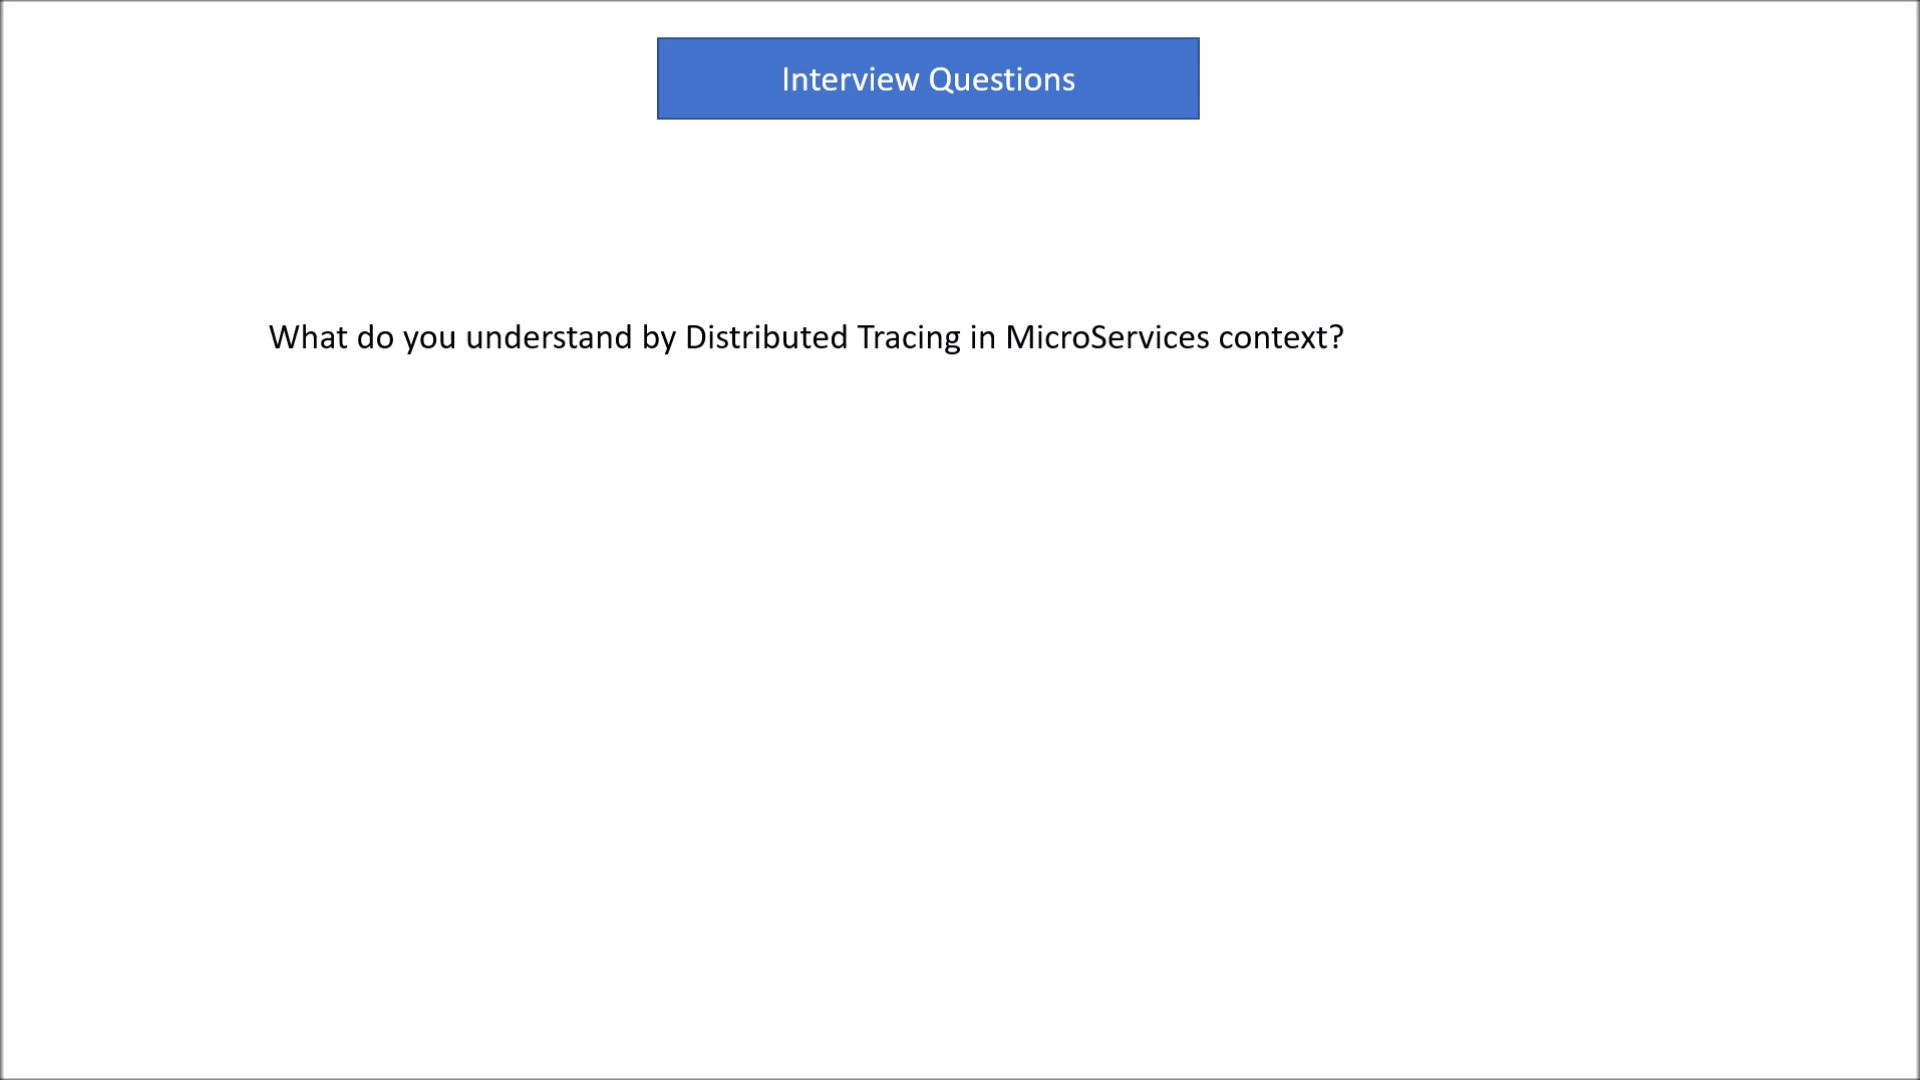 Interview Questions
What do you understand by Distributed Tracing in MicroServices context?